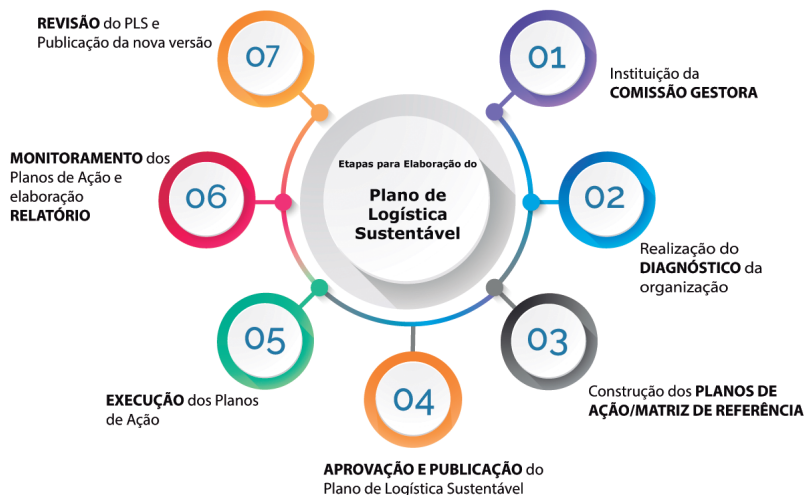 Etapas para Elaboração do
Plano de
Logística
Sustentável
01
Instituição da
COMISSÃO GESTORA
02
Realização do
DIAGNÓSTICO da
organização
03
Construção dos PLANOS DE
AÇÃO/MATRIZ DE REFERÊNCIA
04
APROVAÇÃO E PUBLICAÇÃO do
Plano de Logística Sustentável
05
EXECUÇÃO dos Planos
de Ação
06
MONITORAMENTO dos
Planos de Ação e
elaboração
RELATÓRIO
07
REVISÃO do PLS e
Publicação da nova versão